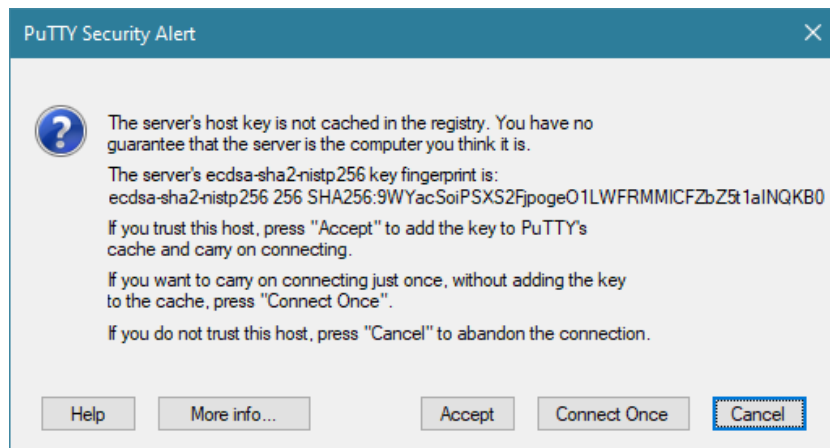 PuTTY Security Alert
The server's host key is not cached in the registry. You have no
guarantee that the server is the computer you think it is.
The server's ecdsa-sha2-nistp256 key fingerprint is:
ecdsa-sha2-nistp256 256 SHA256:9WYacSoiPSXS2FjpogeO1LWFRMMICFZbZ5t1aINQKB0
If you trust this host, press "Accept" to add the key to PuTTY's
cache and carry on connecting.
If you want to carry on connecting just once, without adding the key
to the cache, press "Connect Once".
If you do not trust this host, press "Cancel" to abandon the connection.
Help More info... Accept Connect Once Cancel